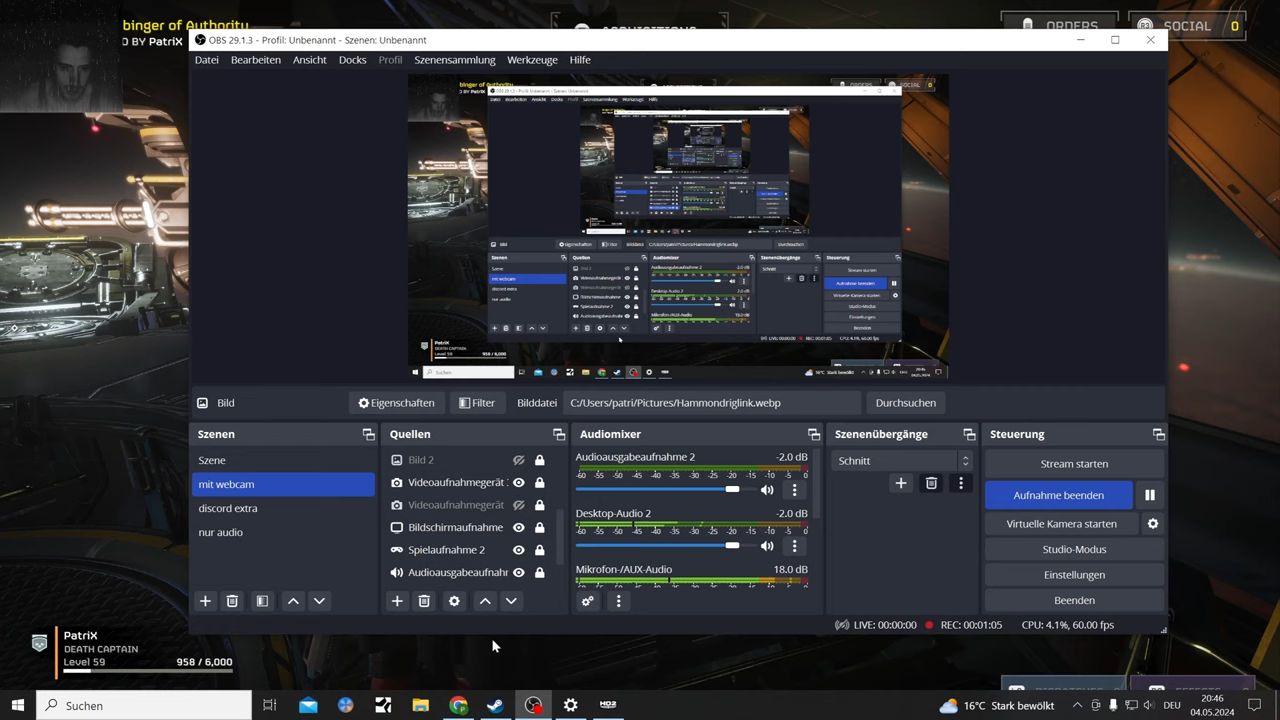 binger of Authority
D BY PatriX
ACQUISITIONS
ORDERS
SOCIAL 0
OBS 29.1.3 - Profil: Unbenannt - Szenen: Unbenannt
Datei Bearbeiten Ansicht Docks Profil Szenensammlung Werkzeuge Hilfe
Bild Eigenschaften Filter Bilddatei C:/Users/patri/Pictures/Hammondriglink.webp Durchsuchen
Szenen
Szene
mit webcam
discord extra
nur audio
Quellen
Bild 2
Videoaufnahmegerät
Videoaufnahmegerät
Bildschirmaufnahme
Spielaufnahme 2
Audioausgabeaufnahr
Audiomixer
Audioausgabeaufnahme 2 -2.0 dB
-60 -55 -50 -45 -40 -35 -30 -25 -20 -15 -10 -5 0
Desktop-Audio 2 -2.0 dB
-60 -55 -50 -45 -40 -35 -30 -25 -20 -15 -10 -5 0
Mikrofon-/AUX-Audio 18.0 dB
Szenenübergänge
Schnitt
Steuerung
Stream starten
Aufnahme beenden
Virtuelle Kamera starten
Studio-Modus
Einstellungen
Beenden
LIVE: 00:00:00 REC: 00:01:05 CPU: 4.1%, 60.00 fps
PatriX
DEATH CAPTAIN
Level 59 958 / 6,000
Suchen
HD2
16°C Stark bewölkt
DEU
20:46
04.05.2024